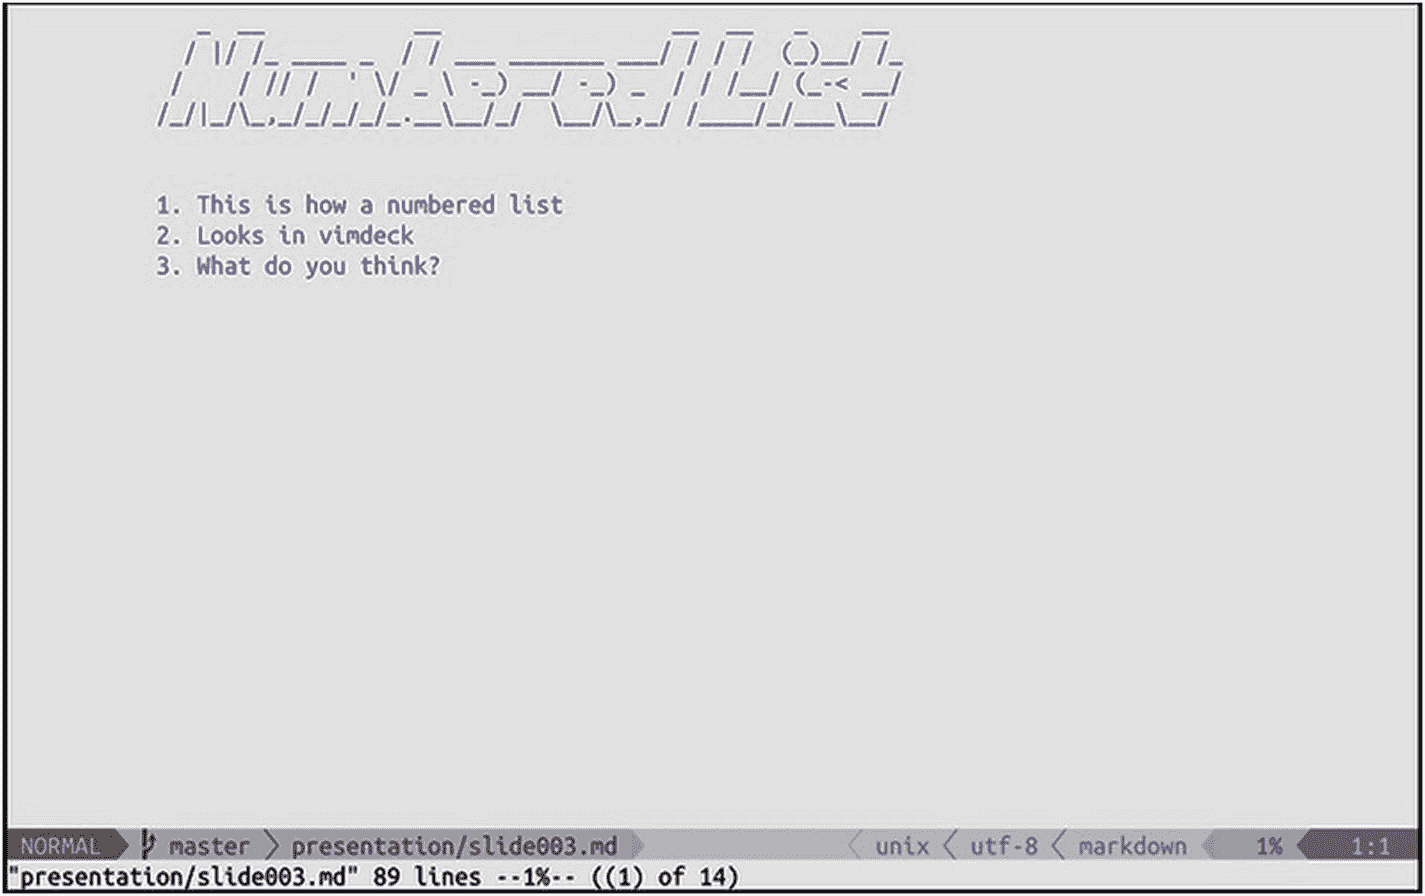 Numbered List
1. This is how a numbered list
2. Looks in vimdeck
3. What do you think?
NORMAL master presentation/slide003.md unix utf-8 markdown 1% 1:1
"presentation/slide003.md" 89 lines --1%-- ((1) of 14)